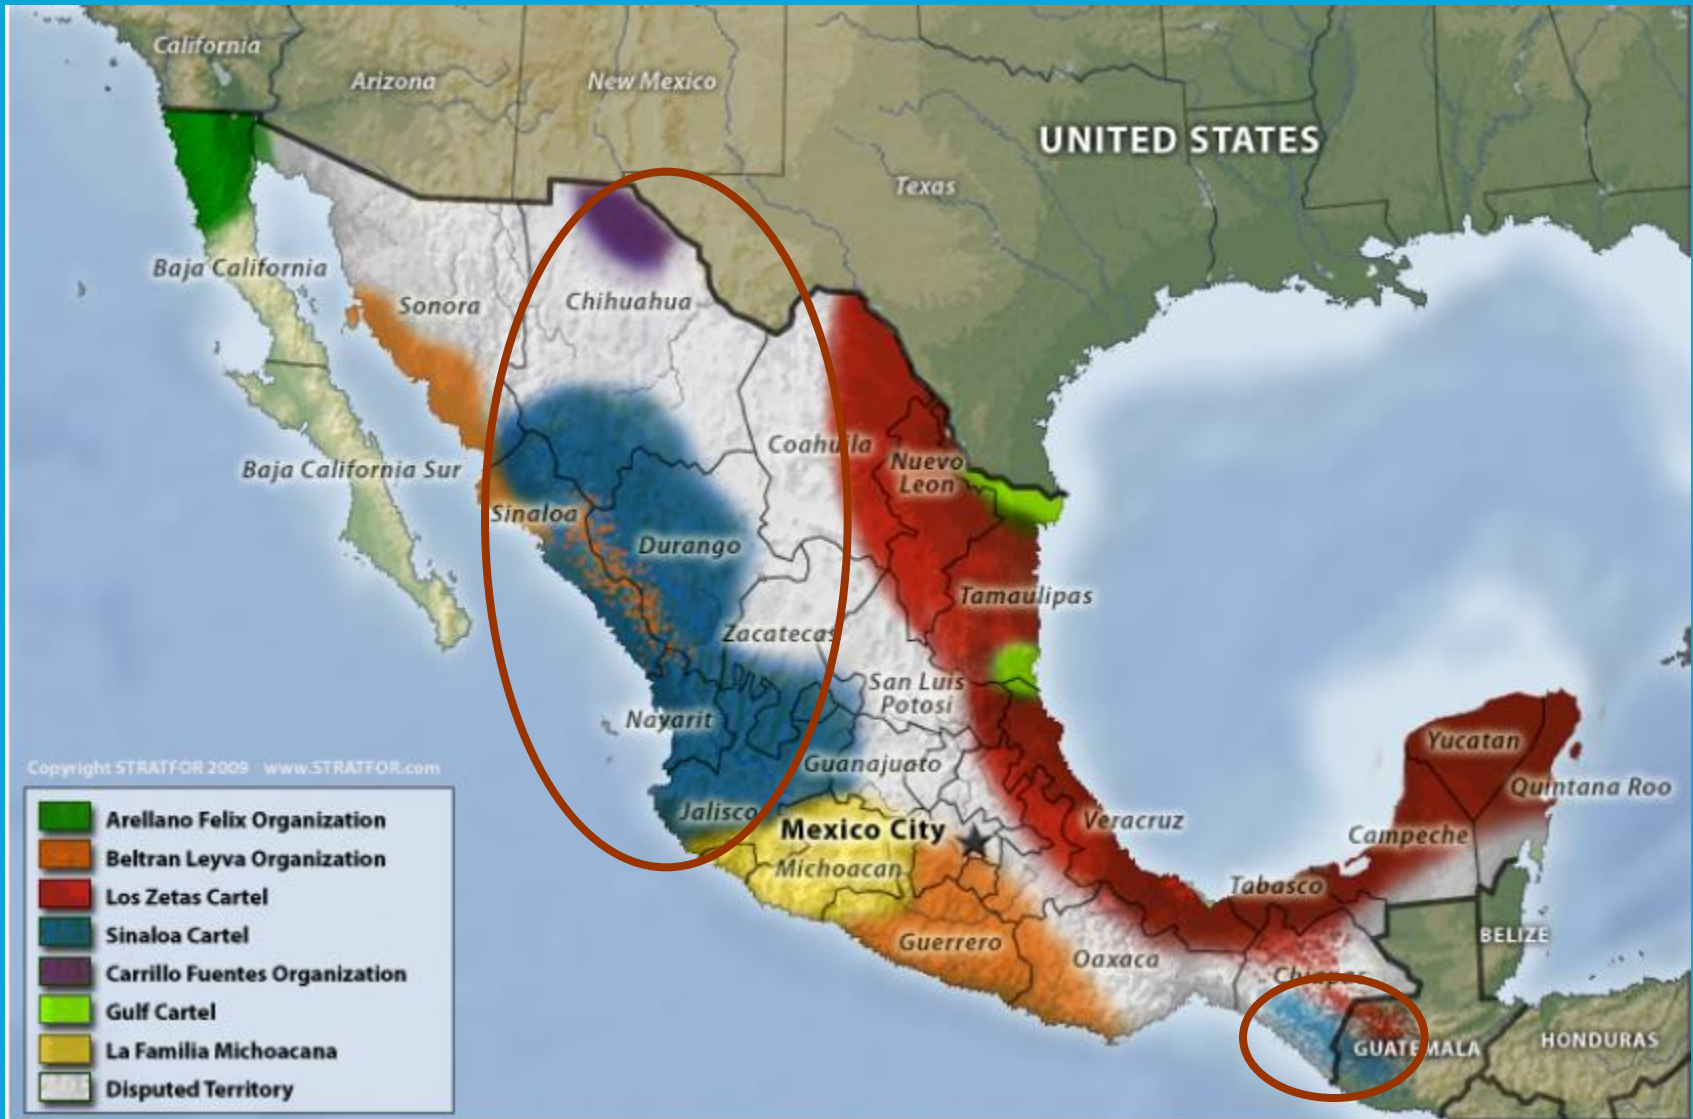 California
Arizona
New Mexico
UNITED STATES
Texas
Baja California
Sonora
Chihuahua
Coahuila
Nuevo
Leon
Baja California Sur
Sinaloa
Durango
Tamaulipas
Zacatecas
San Luis
Potosi
Nayarit
Guanajuato
Yucatan
Quintana Roo
Jalisco
Mexico City
Veracruz
Campeche
Michoacan
Tabasco
Guerrero
Oaxaca
BELIZE
Chiapas
GUATEMALA
HONDURAS
Copyright STRATFOR 2009 www.STRATFOR.com
Arellano Felix Organization
Beltran Leyva Organization
Los Zetas Cartel
Sinaloa Cartel
Carrillo Fuentes Organization
Gulf Cartel
La Familia Michoacana
Disputed Territory